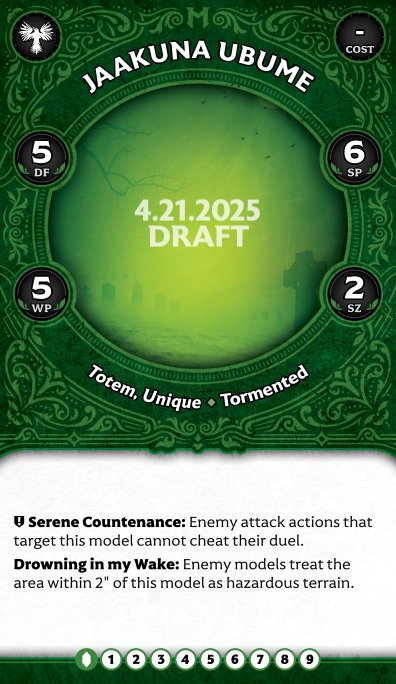 M
JAAKUNA UBUME
-
COST
5
DF
6
SP
4.21.2025
DRAFT
5
WP
2
SZ
Totem, Unique ◆ Tormented
Serene Countenance: Enemy attack actions that
target this model cannot cheat their duel.
Drowning in my Wake: Enemy models treat the
area within 2" of this model as hazardous terrain.
1 2 3 4 5 6 7 8 9